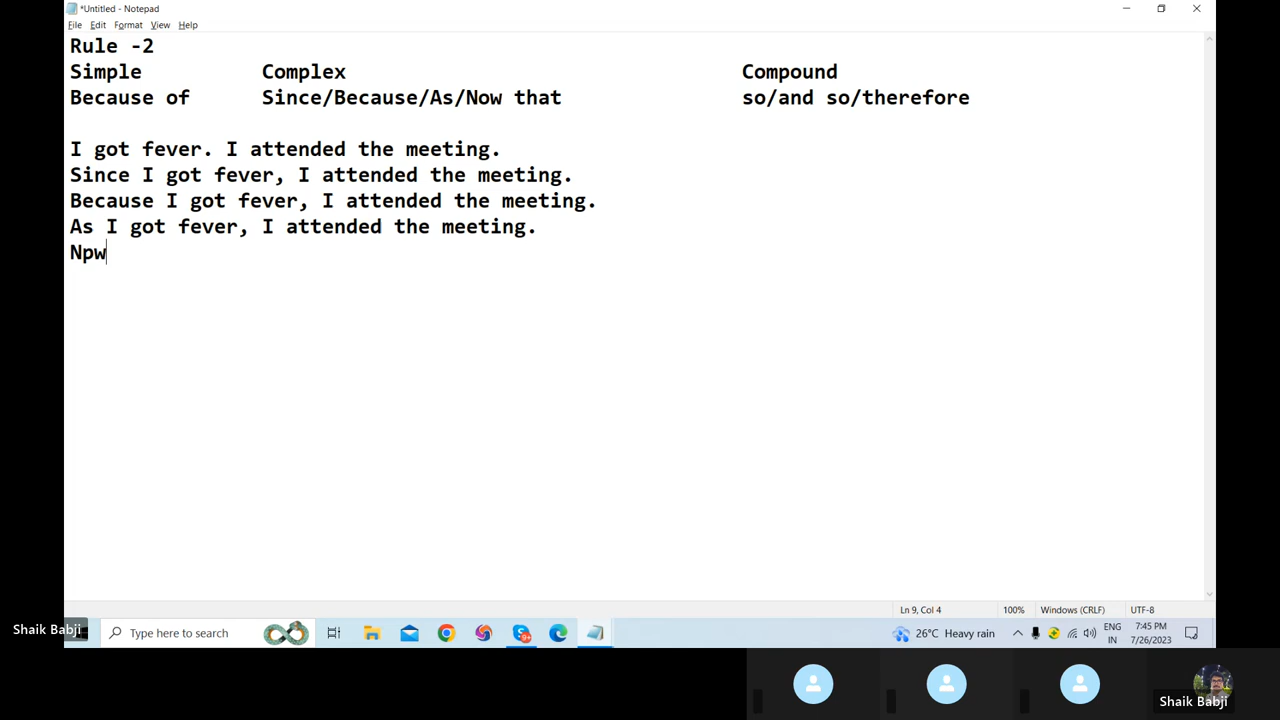 *Untitled - Notepad
File Edit Format View Help
Rule -2
Simple Complex Compound
Because of Since/Because/As/Now that so/and so/therefore
I got fever. I attended the meeting.
Since I got fever, I attended the meeting.
Because I got fever, I attended the meeting.
As I got fever, I attended the meeting.
Npw
Ln 9, Col 4 100% Windows (CRLF) UTF-8
Shaik Babji
Type here to search
26°C Heavy rain
ENG
IN
7:45 PM
7/26/2023
Shaik Babji